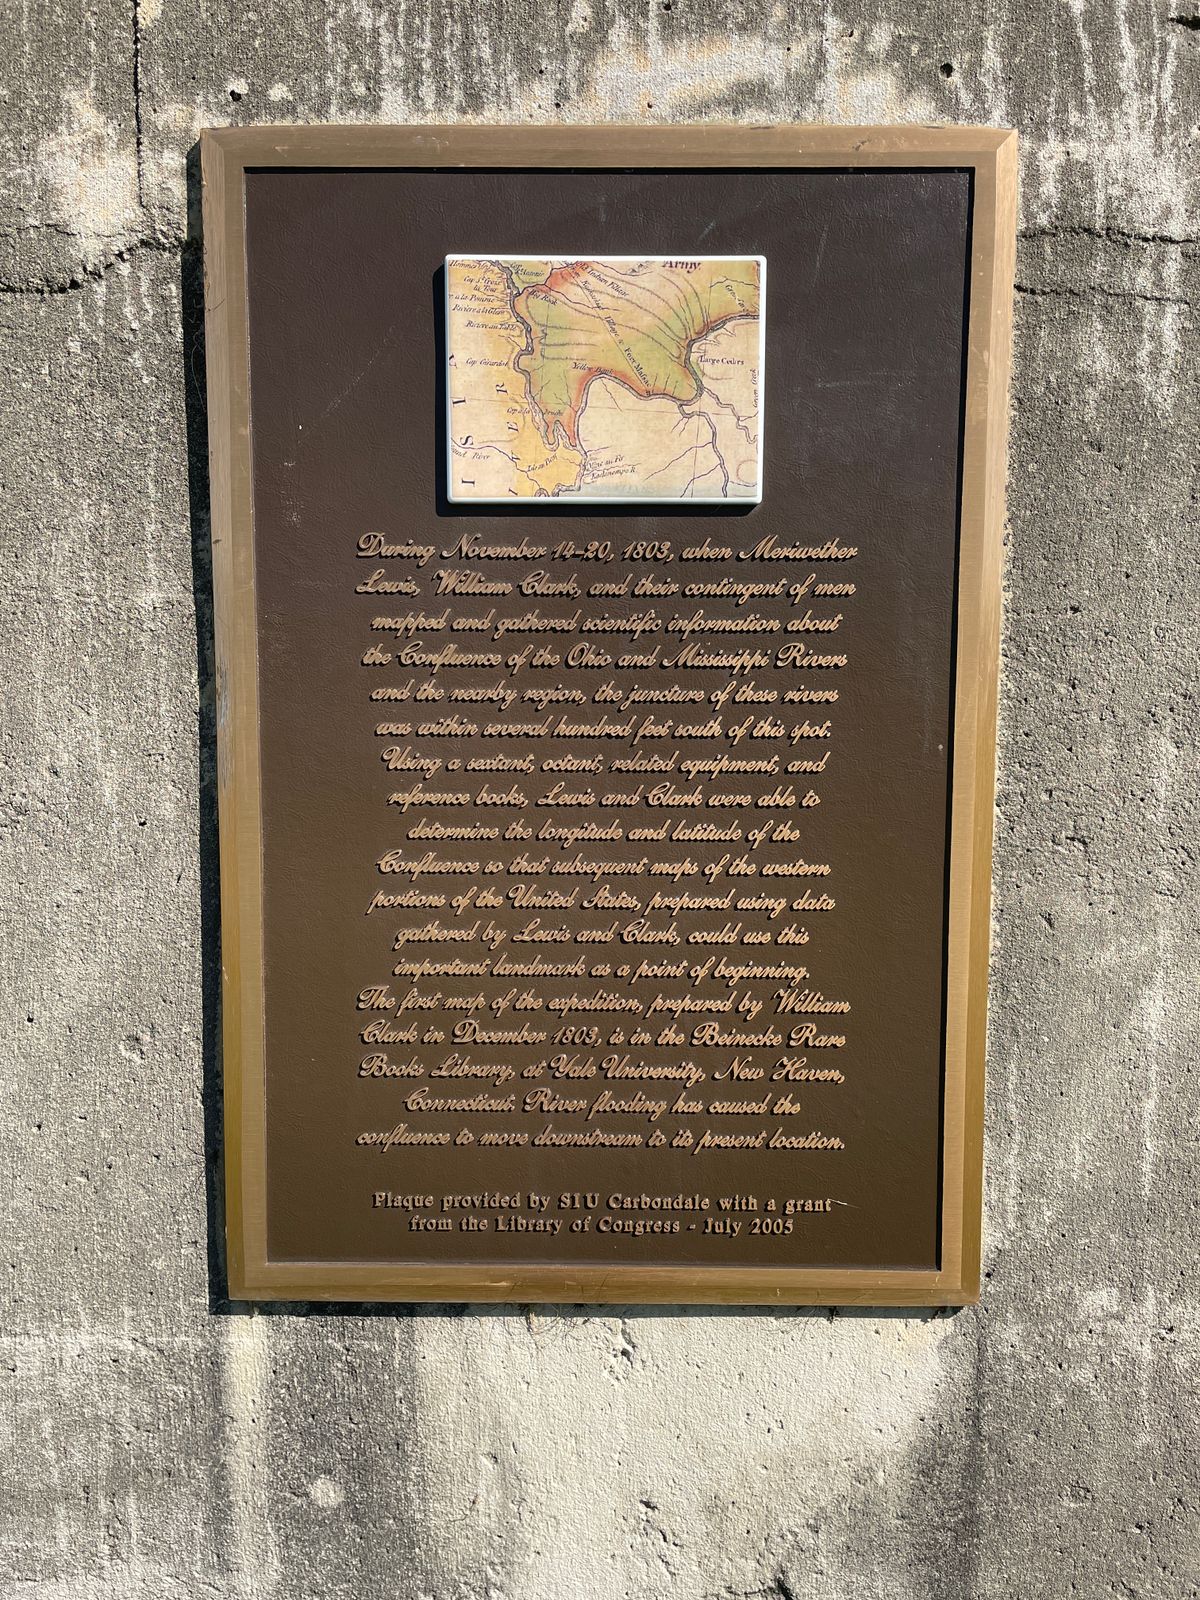 Army
Cap Girardot
Yellow Bank
Large Cedars
River
During November 14-20, 1803, when Meriwether
Lewis, William Clark, and their contingent of men
mapped and gathered scientific information about
the Confluence of the Ohio and Mississippi Rivers
and the nearby region, the juncture of these rivers
was within several hundred feet south of this spot.
Using a sextant, octant, related equipment, and
reference books, Lewis and Clark were able to
determine the longitude and latitude of the
Confluence so that subsequent maps of the western
portions of the United States, prepared using data
gathered by Lewis and Clark, could use this
important landmark as a point of beginning.
The first map of the expedition, prepared by William
Clark in December 1803, is in the Beinecke Rare
Books Library, at Yale University, New Haven,
Connecticut. River flooding has caused the
confluence to move downstream to its present location.
Plaque provided by SIU Carbondale with a grant
from the Library of Congress - July 2005